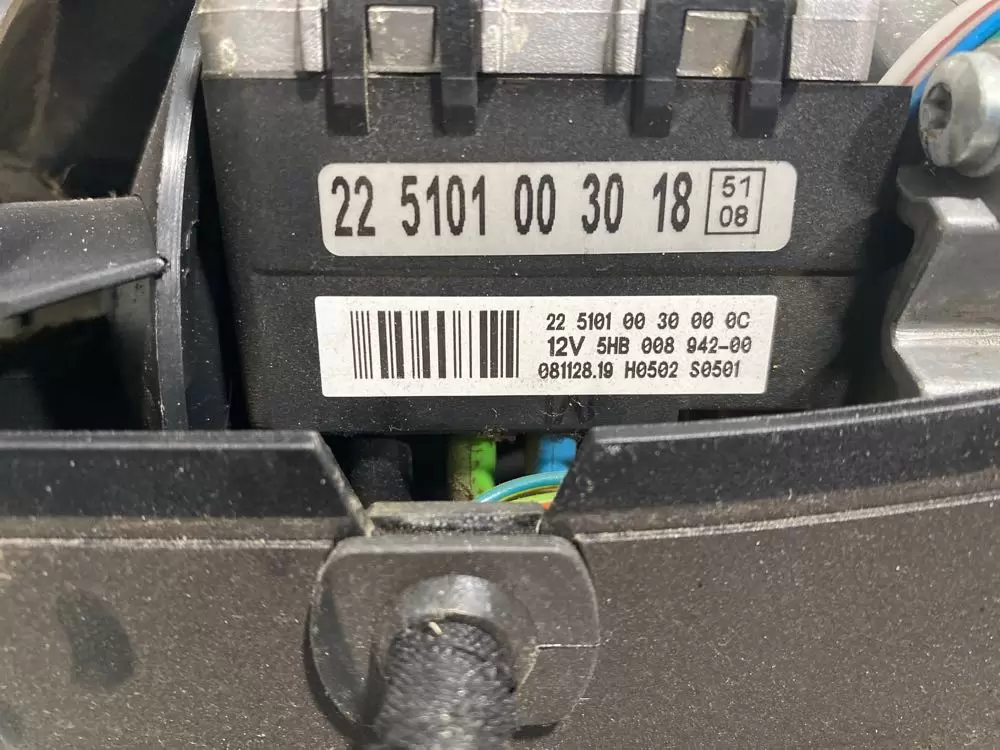 22 5101 00 30 18
51
08
22 5101 00 30 00 0C
12V 5HB 008 942-00
081128.19 H0502 S0501